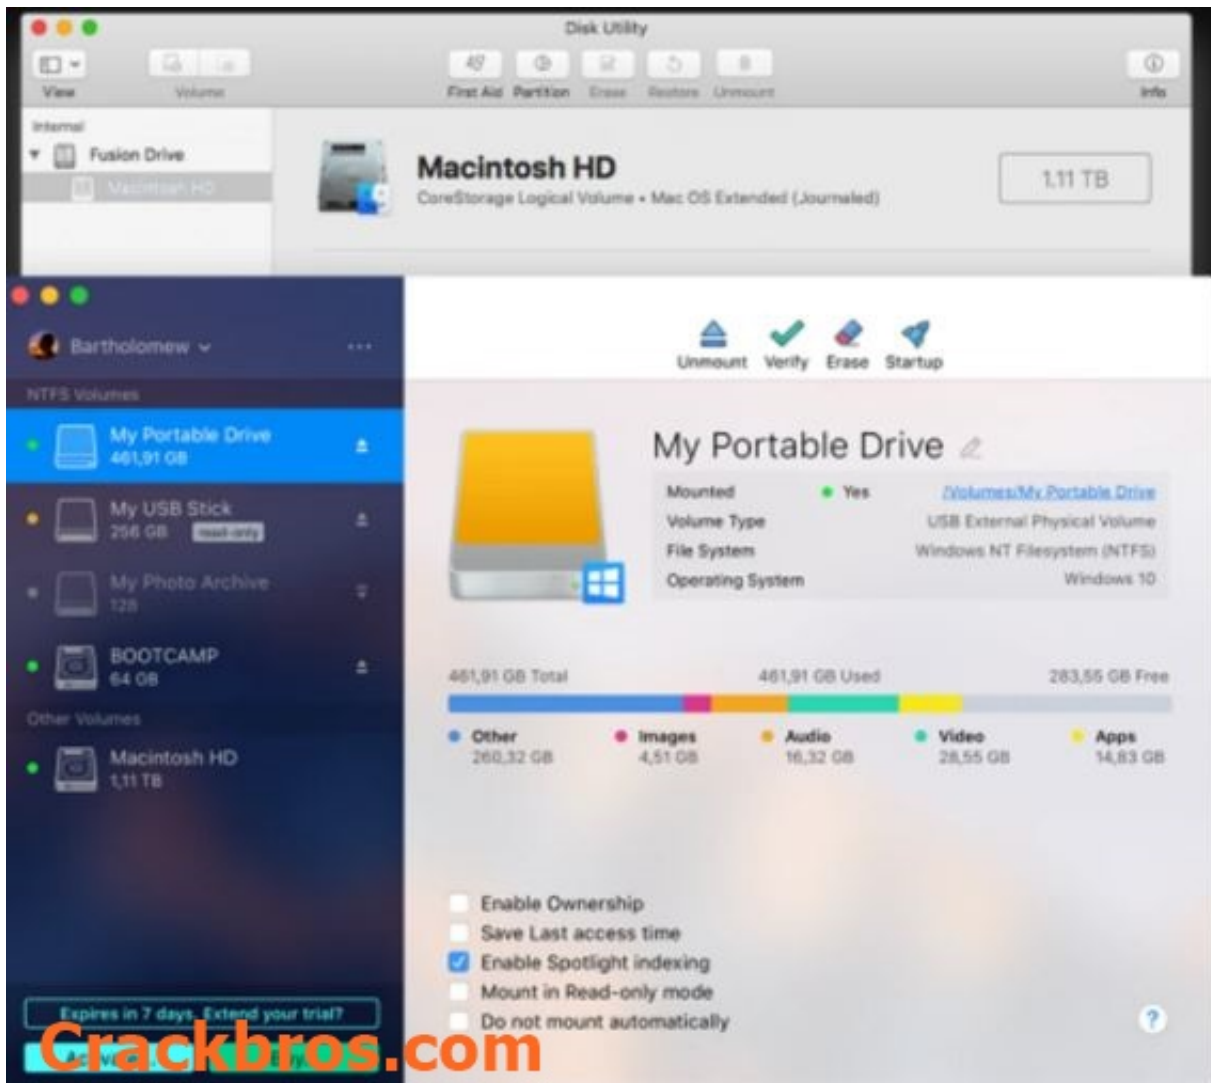 Disk Utility
View Volume First Aid Partition Erase Restore Unmount Info
Internal
Fusion Drive
Macintosh HD
Macintosh HD
CoreStorage Logical Volume • Mac OS Extended (Journaled)
1.11 TB
Bartholomew
Unmount Verify Erase Startup
NTFS Volumes
My Portable Drive
461,91 GB
My USB Stick
256 GB read-only
My Photo Archive
128
BOOTCAMP
64 GB
Other Volumes
Macintosh HD
1,11 TB
Expires in 7 days. Extend your trial?
My Portable Drive
Mounted Yes /Volumes/My Portable Drive
Volume Type USB External Physical Volume
File System Windows NT Filesystem (NTFS)
Operating System Windows 10
461,91 GB Total 461,91 GB Used 283,55 GB Free
Other Images Audio Video Apps
260,32 GB 4,51 GB 16,32 GB 28,55 GB 14,83 GB
Enable Ownership
Save Last access time
Enable Spotlight indexing
Mount in Read-only mode
Do not mount automatically
?
Crackbros.com